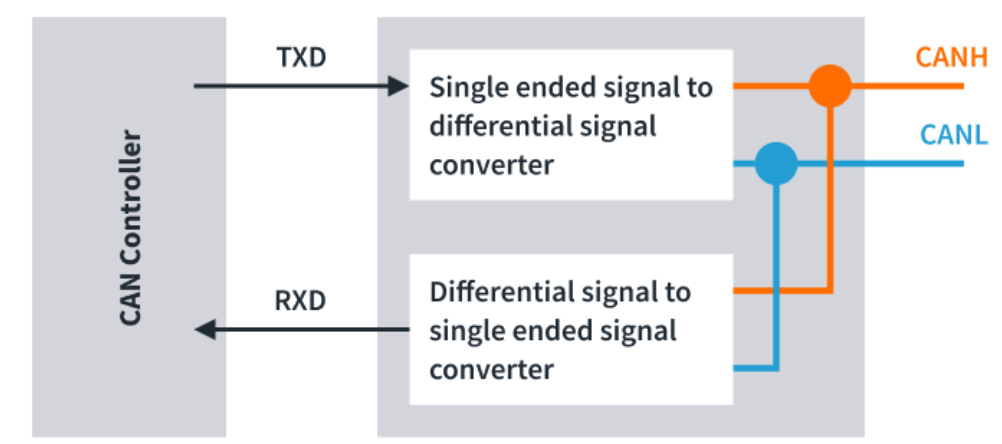 CAN Controller
TXD
Single ended signal to
differential signal
converter
CANH
CANL
RXD
Differential signal to
single ended signal
converter